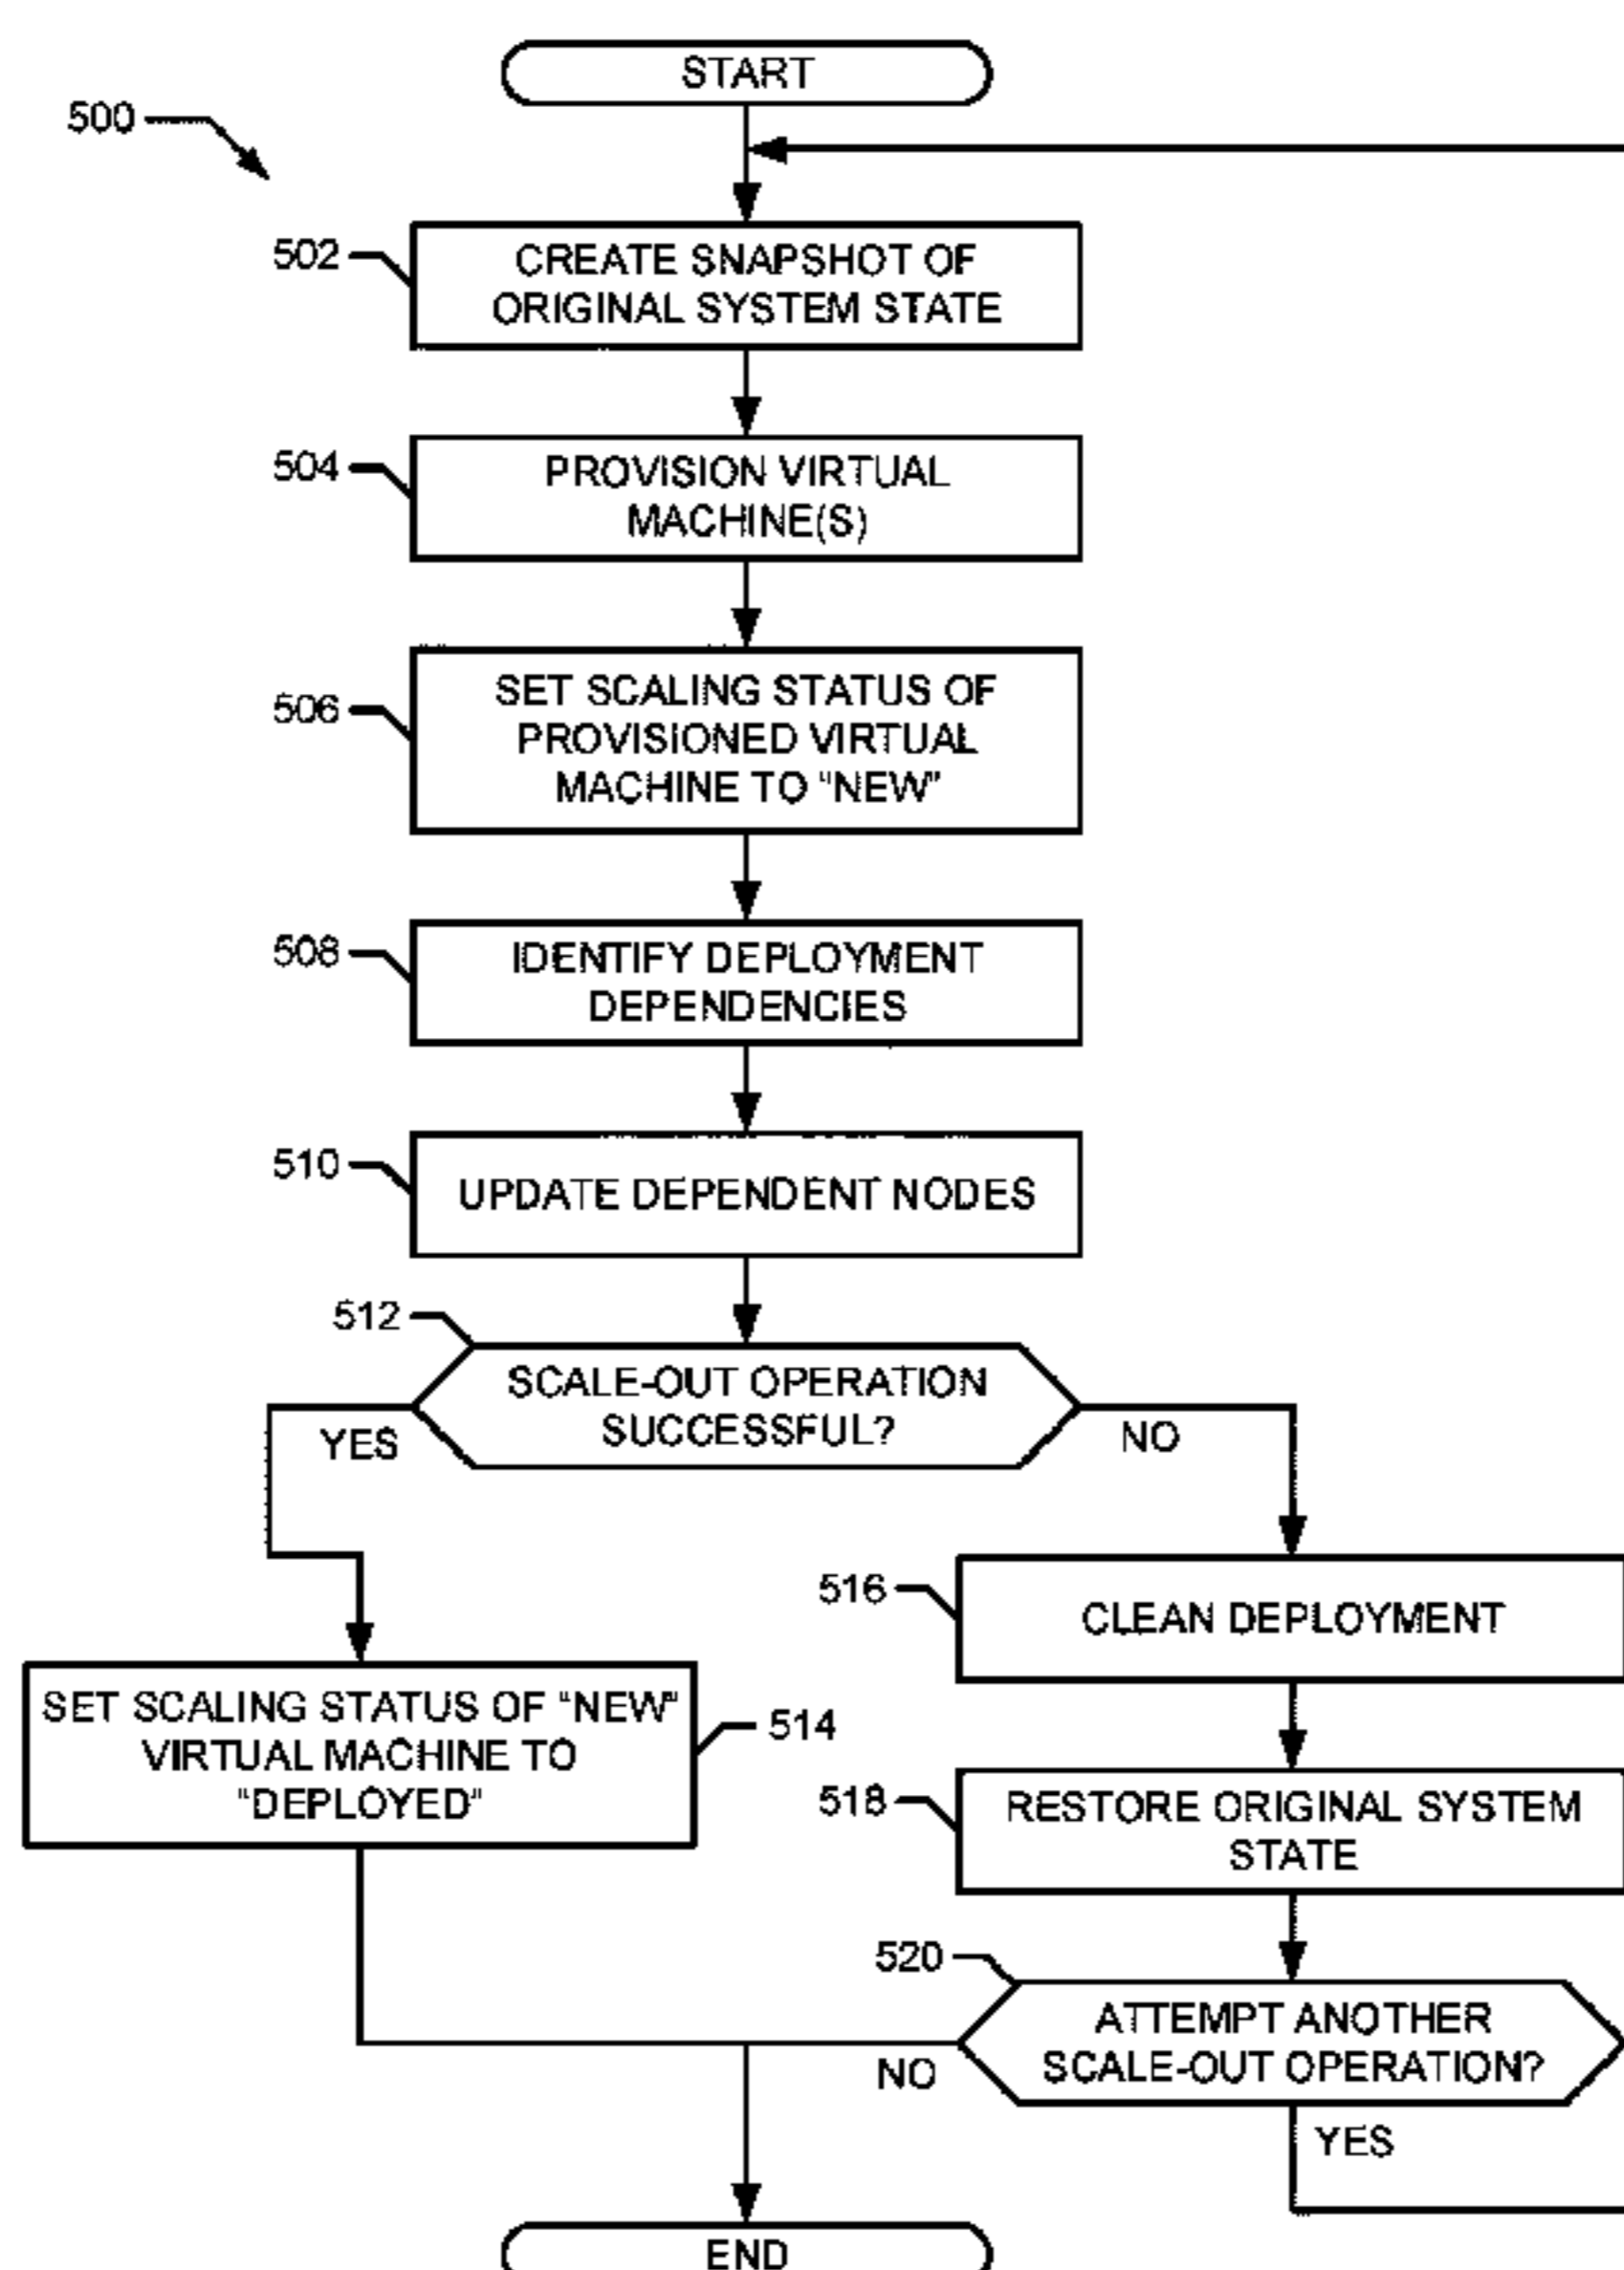 START
500
502
CREATE SNAPSHOT OF
ORIGINAL SYSTEM STATE
504
PROVISION VIRTUAL
MACHINE(S)
506
SET SCALING STATUS OF
PROVISIONED VIRTUAL
MACHINE TO "NEW"
508
IDENTIFY DEPLOYMENT
DEPENDENCIES
510
UPDATE DEPENDENT NODES
512
SCALE-OUT OPERATION
SUCCESSFUL?
YES
NO
516
CLEAN DEPLOYMENT
SET SCALING STATUS OF "NEW"
VIRTUAL MACHINE TO
"DEPLOYED"
514
518
RESTORE ORIGINAL SYSTEM
STATE
520
ATTEMPT ANOTHER
SCALE-OUT OPERATION?
NO
YES
END